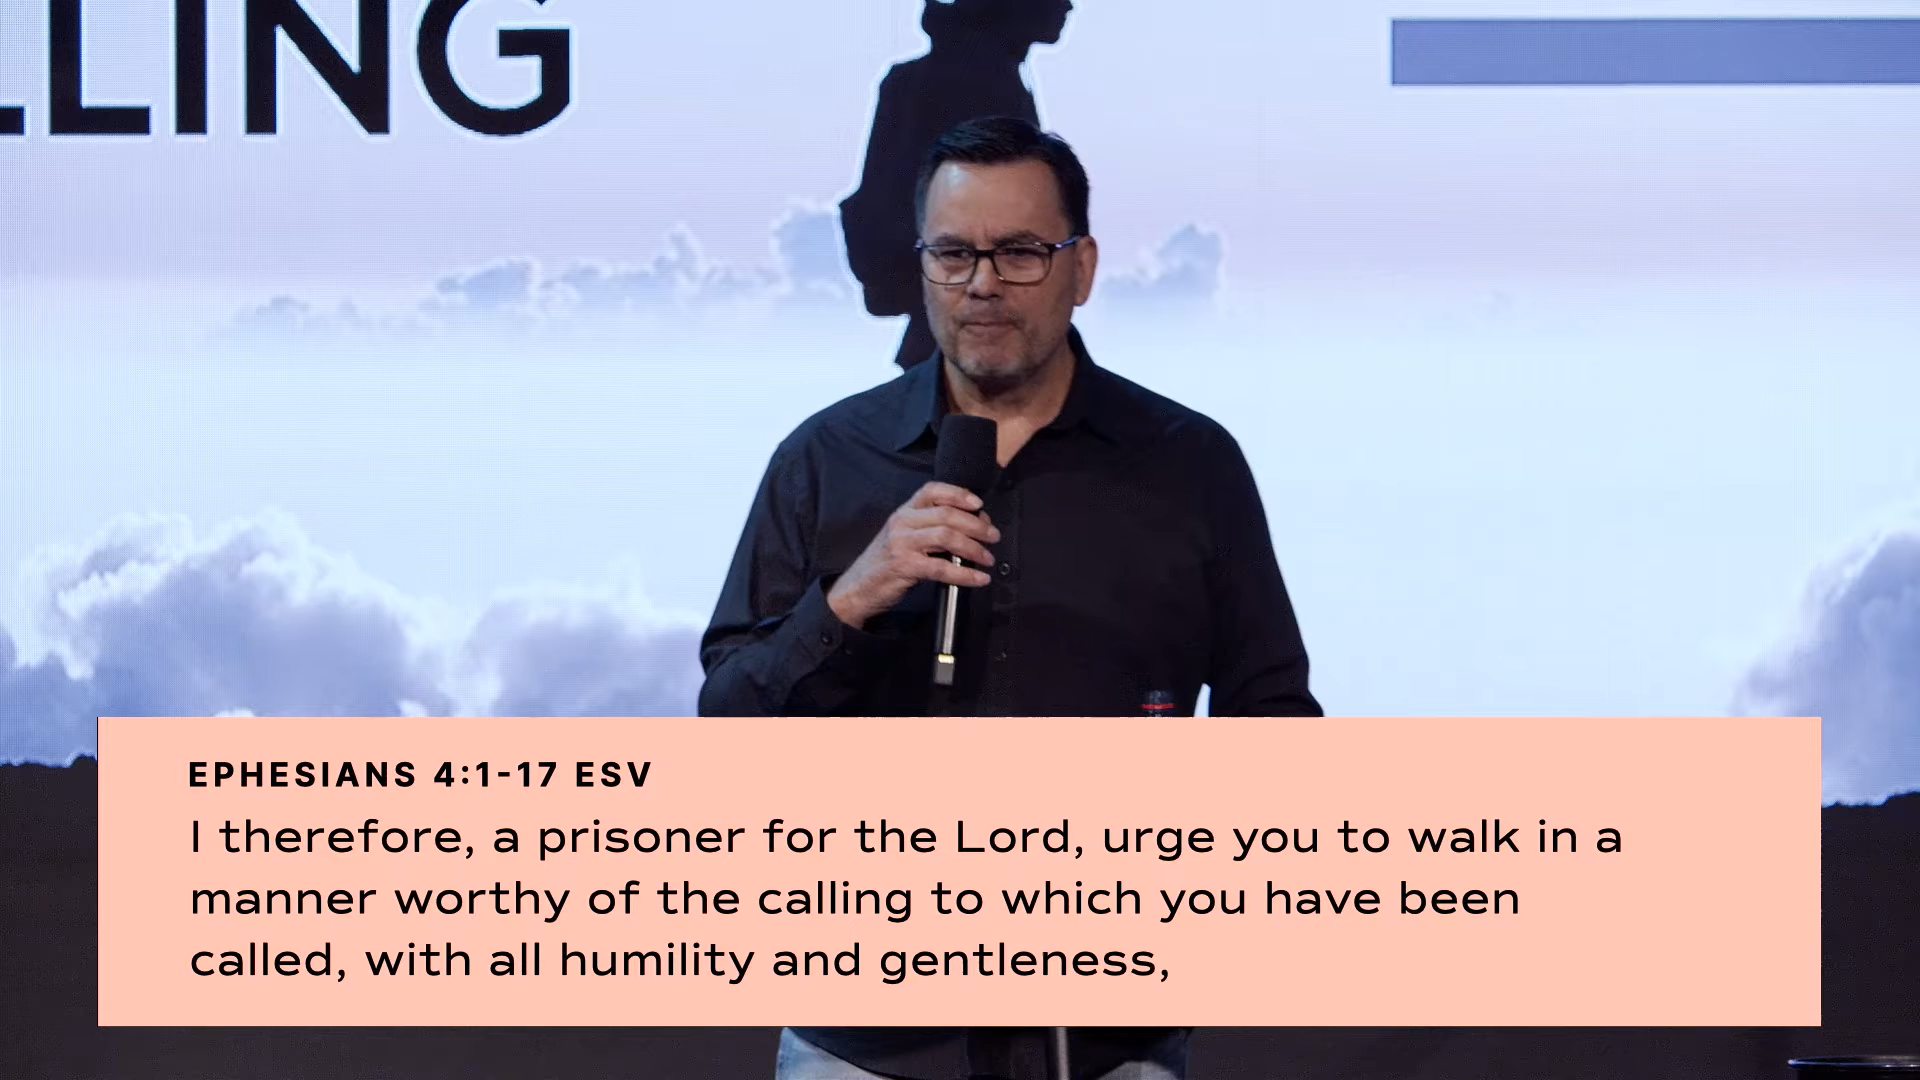 LLING
EPHESIANS 4:1-17 ESV
I therefore, a prisoner for the Lord, urge you to walk in a
manner worthy of the calling to which you have been
called, with all humility and gentleness,